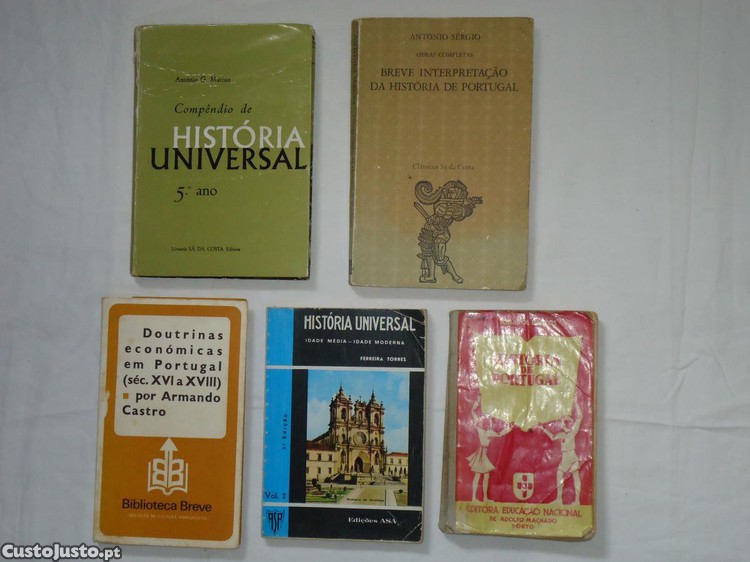 António G. Mattoso
Compêndio de
HISTÓRIA
UNIVERSAL
5.º ano
Livraria SÁ DA COSTA Editora
ANTÓNIO SÉRGIO
OBRAS COMPLETAS
BREVE INTERPRETAÇÃO
DA HISTÓRIA DE PORTUGAL
Clássicos Sá da Costa
Doutrinas
económicas
em Portugal
(séc. XVI a XVIII)
por Armando
Castro
Biblioteca Breve
HISTÓRIA UNIVERSAL
IDADE MÉDIA — IDADE MODERNA
FERREIRA TORRES
Edição
Vol.
ASA
Edições ASA
HISTÓRIA
DE
PORTUGAL
EDITORA EDUCAÇÃO NACIONAL
DE ADOLFO MACHADO
PORTO
CustoJusto.pt